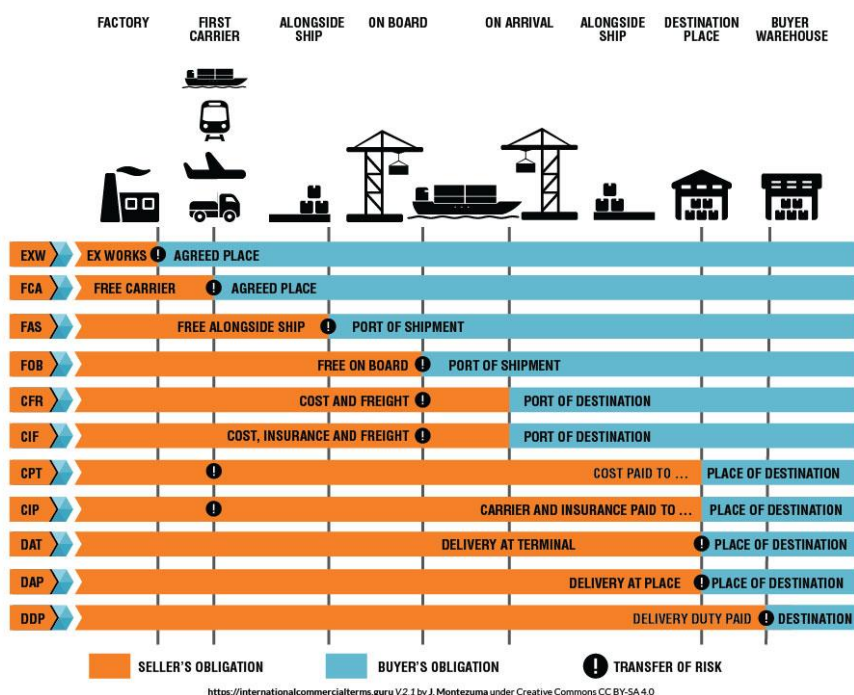 FACTORY
FIRST CARRIER
ALONGSIDE SHIP
ON BOARD
ON ARRIVAL
ALONGSIDE SHIP
DESTINATION PLACE
BUYER WAREHOUSE
EXW EX WORKS ! AGREED PLACE
FCA FREE CARRIER ! AGREED PLACE
FAS FREE ALONGSIDE SHIP ! PORT OF SHIPMENT
FOB FREE ON BOARD ! PORT OF SHIPMENT
CFR COST AND FREIGHT ! PORT OF DESTINATION
CIF COST, INSURANCE AND FREIGHT ! PORT OF DESTINATION
CPT ! COST PAID TO ... PLACE OF DESTINATION
CIP ! CARRIER AND INSURANCE PAID TO ... PLACE OF DESTINATION
DAT DELIVERY AT TERMINAL ! PLACE OF DESTINATION
DAP DELIVERY AT PLACE ! PLACE OF DESTINATION
DDP DELIVERY DUTY PAID ! DESTINATION
SELLER'S OBLIGATION BUYER'S OBLIGATION ! TRANSFER OF RISK
https://internationalcommercialterms.guru V.2.1 by J. Montezuma under Creative Commons CC BY-SA 4.0